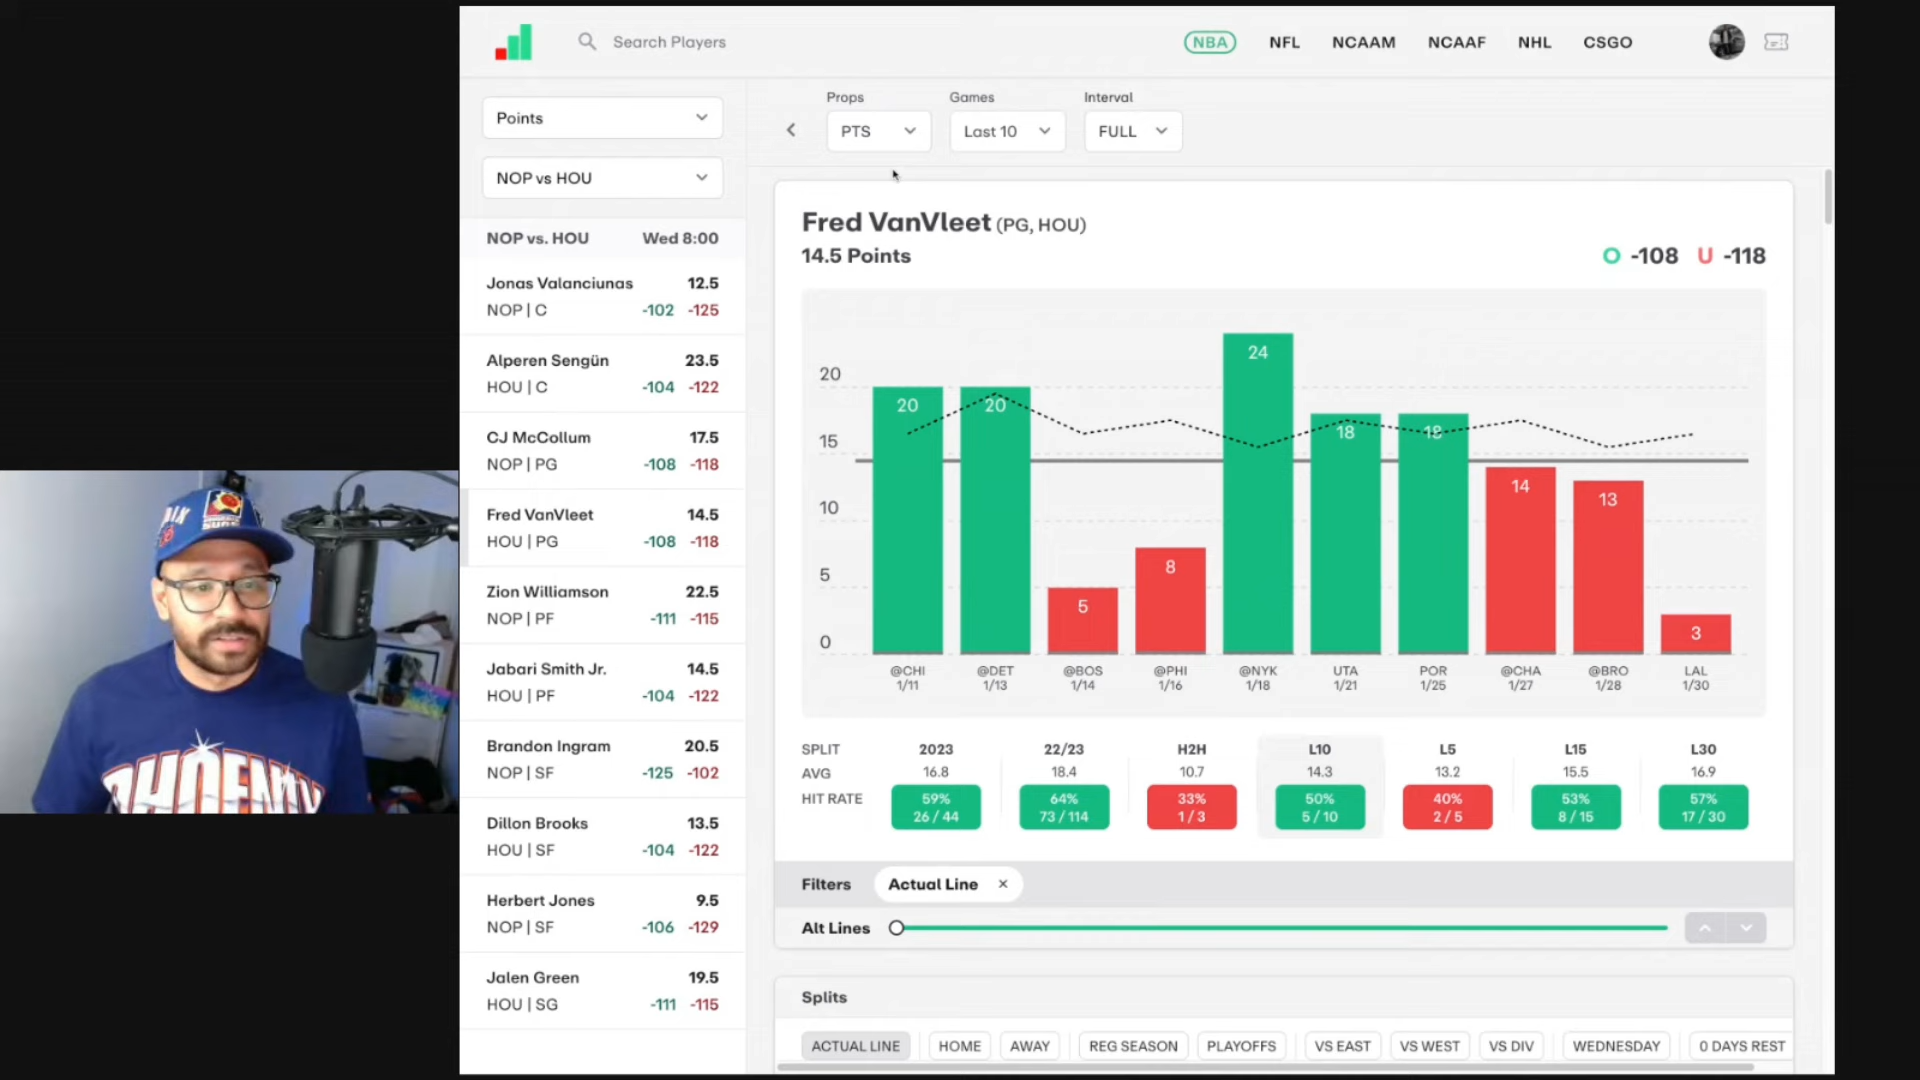 Search Players
NBA NFL NCAAM NCAAF NHL CSGO
Points
NOP vs HOU
NOP vs. HOU Wed 8:00
Jonas Valanciunas 12.5
NOP | C -102 -125
Alperen Sengün 23.5
HOU | C -104 -122
CJ McCollum 17.5
NOP | PG -108 -118
Fred VanVleet 14.5
HOU | PG -108 -118
Zion Williamson 22.5
NOP | PF -111 -115
Jabari Smith Jr. 14.5
HOU | PF -104 -122
Brandon Ingram 20.5
NOP | SF -125 -102
Dillon Brooks 13.5
HOU | SF -104 -122
Herbert Jones 9.5
NOP | SF -106 -129
Jalen Green 19.5
HOU | SG -111 -115
Props Games Interval
PTS Last 10 FULL
Fred VanVleet (PG, HOU)
14.5 Points O -108 U -118
20
15
10
5
0
20 20 5 8 24 18 18 14 13 3
@CHI @DET @BOS @PHI @NYK UTA POR @CHA @BRO LAL
1/11 1/13 1/14 1/16 1/18 1/21 1/25 1/27 1/28 1/30
SPLIT 2023 22/23 H2H L10 L5 L15 L30
AVG 16.8 18.4 10.7 14.3 13.2 15.5 16.9
HIT RATE 59% 64% 33% 50% 40% 53% 57%
26 / 44 73 / 114 1 / 3 5 / 10 2 / 5 8 / 15 17 / 30
Filters Actual Line ×
Alt Lines
Splits
ACTUAL LINE HOME AWAY REG SEASON PLAYOFFS VS EAST VS WEST VS DIV WEDNESDAY 0 DAYS REST
SUNS
PHOENIX